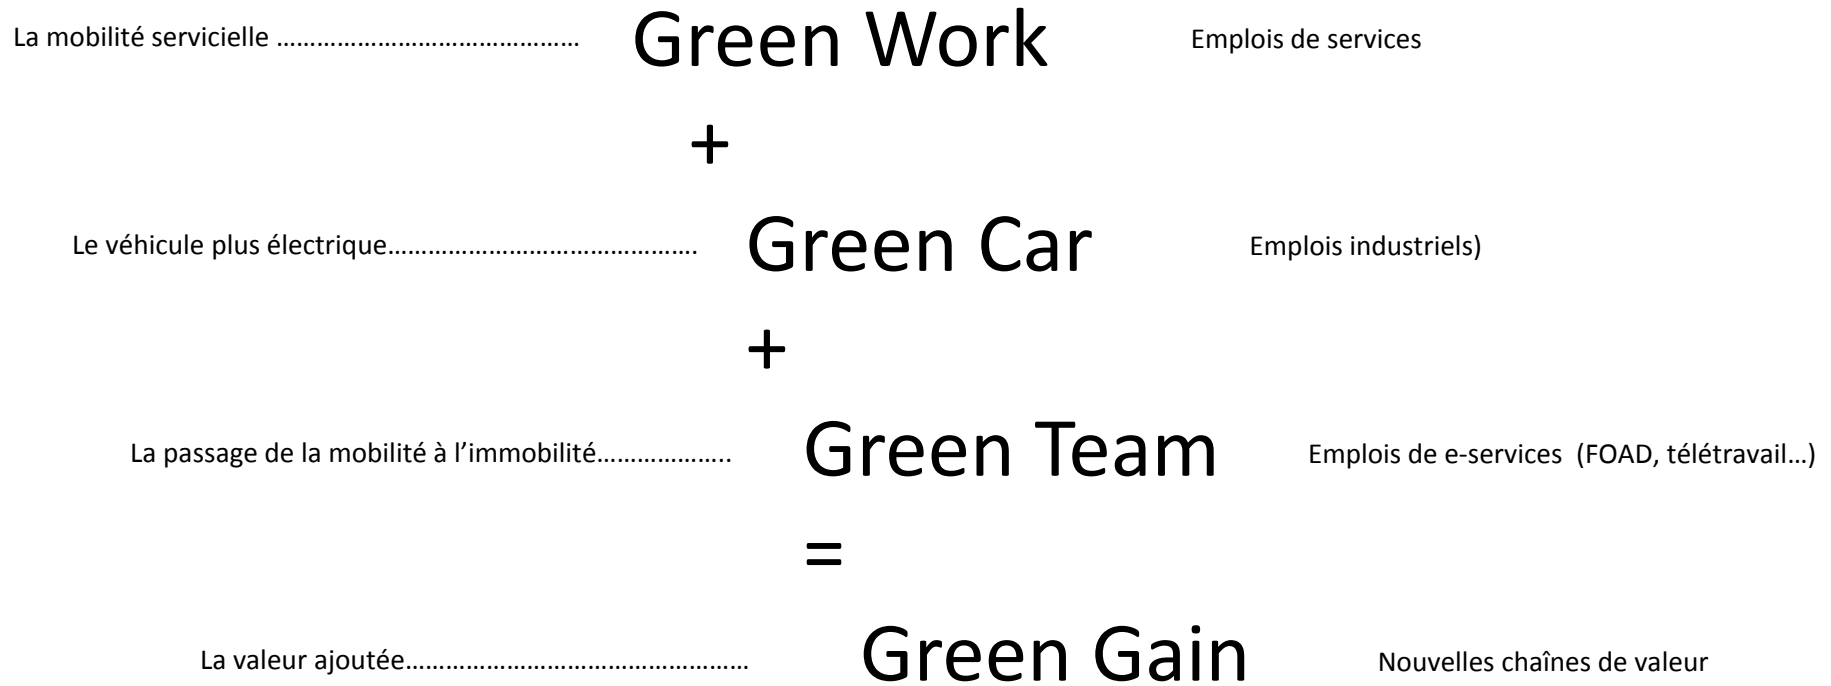 La mobilité servicielle ……………………………………… Green Work Emplois de services
+
Le véhicule plus électrique………………………………………. Green Car Emplois industriels)
+
La passage de la mobilité à l’immobilité……………….. Green Team Emplois de e-services (FOAD, télétravail…)
=
La valeur ajoutée…………………………………………… Green Gain Nouvelles chaînes de valeur